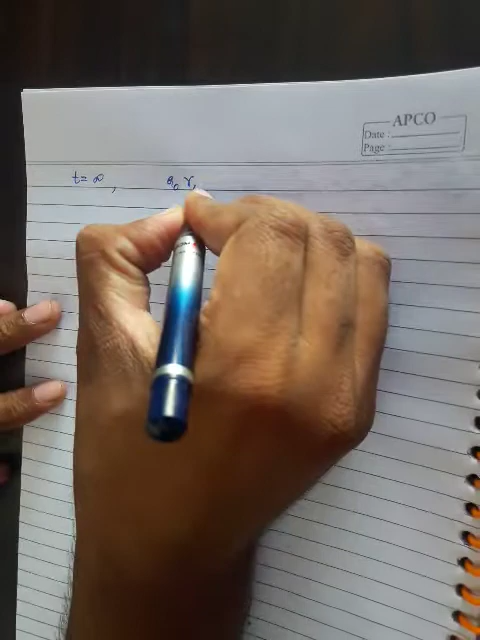 APCO
Date :
Page :
t = ∞ ,